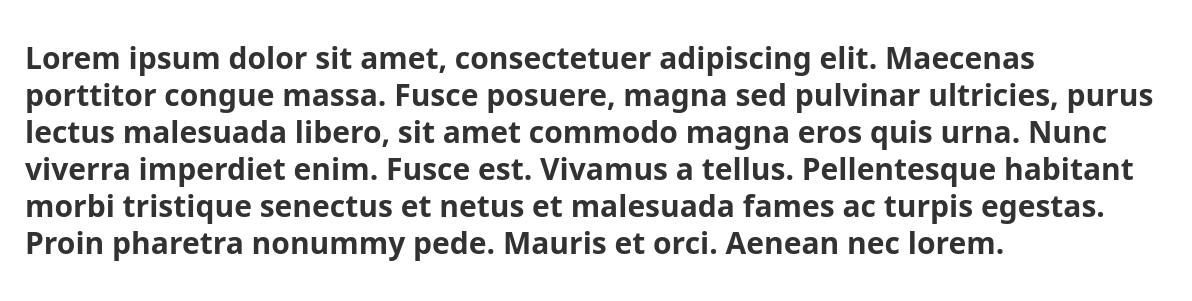 Lorem ipsum dolor sit amet, consectetuer adipiscing elit. Maecenas
porttitor congue massa. Fusce posuere, magna sed pulvinar ultricies, purus
lectus malesuada libero, sit amet commodo magna eros quis urna. Nunc
viverra imperdiet enim. Fusce est. Vivamus a tellus. Pellentesque habitant
morbi tristique senectus et netus et malesuada fames ac turpis egestas.
Proin pharetra nonummy pede. Mauris et orci. Aenean nec lorem.